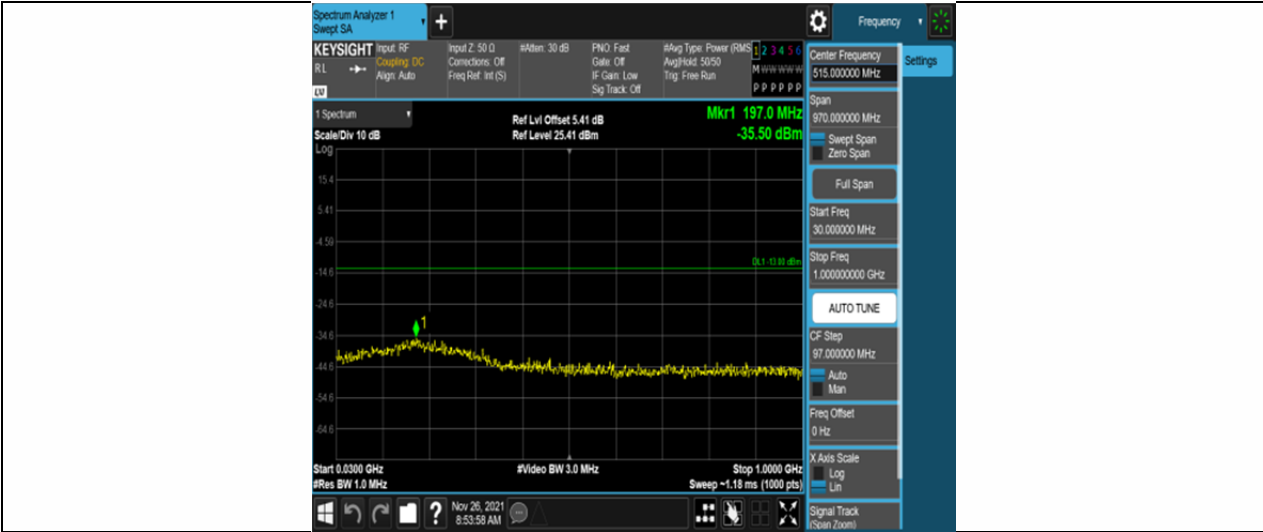 Spectrum Analyzer 1
Swept SA
+
Frequency
KEYSIGHT Input: RF Input Z: 50 Ω #Atten: 30 dB PNO: Fast #Avg Type: Power (RMS 1 2 3 4 5 6
RL Coupling: DC Corrections: Off Gate: Off Avg|Hold: 50/50 M W W W W W
Align: Auto Freq Ref: Int (S) IF Gain: Low Trig: Free Run
LV Sig Track: Off P P P P P P
1 Spectrum
Ref Lvl Offset 5.41 dB Mkr1 197.0 MHz
Scale/Div 10 dB Ref Level 25.41 dBm -35.50 dBm
Log
15.4
5.41
-4.59
DL1 -13.00 dBm
-14.6
-24.6
1
-34.6
-44.6
-54.6
-64.6
Start 0.0300 GHz #Video BW 3.0 MHz Stop 1.0000 GHz
#Res BW 1.0 MHz Sweep ~1.18 ms (1000 pts)
?
Nov 26, 2021
8:53:58 AM
Center Frequency
515.000000 MHz
Settings
Span
970.000000 MHz
Swept Span
Zero Span
Full Span
Start Freq
30.000000 MHz
Stop Freq
1.000000000 GHz
AUTO TUNE
CF Step
97.000000 MHz
Auto
Man
Freq Offset
0 Hz
X Axis Scale
Log
Lin
Signal Track
(Span Zoom)